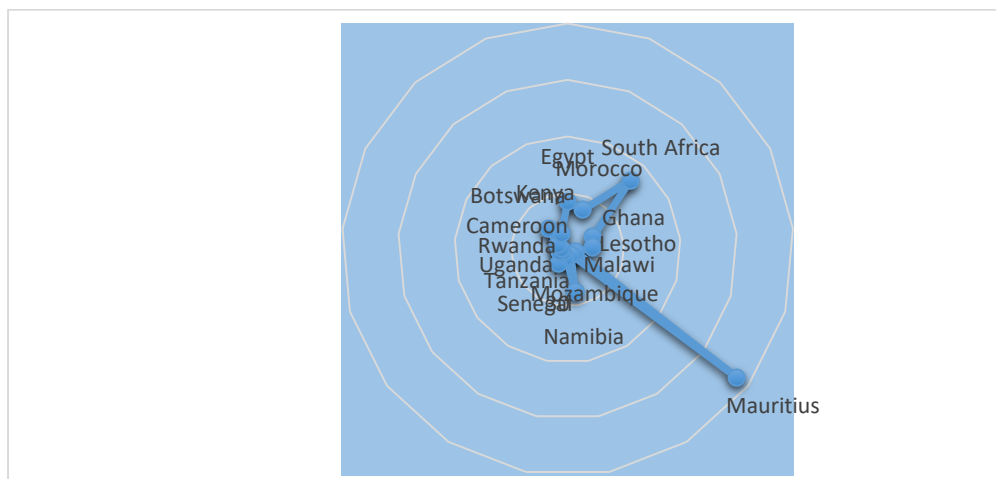 South Africa
Egypt
Morocco
Kenya
Botswana
Ghana
Cameroon
Rwanda
Lesotho
Uganda
Malawi
Tanzania
Mozambique
Senegal
Namibia
Mauritius